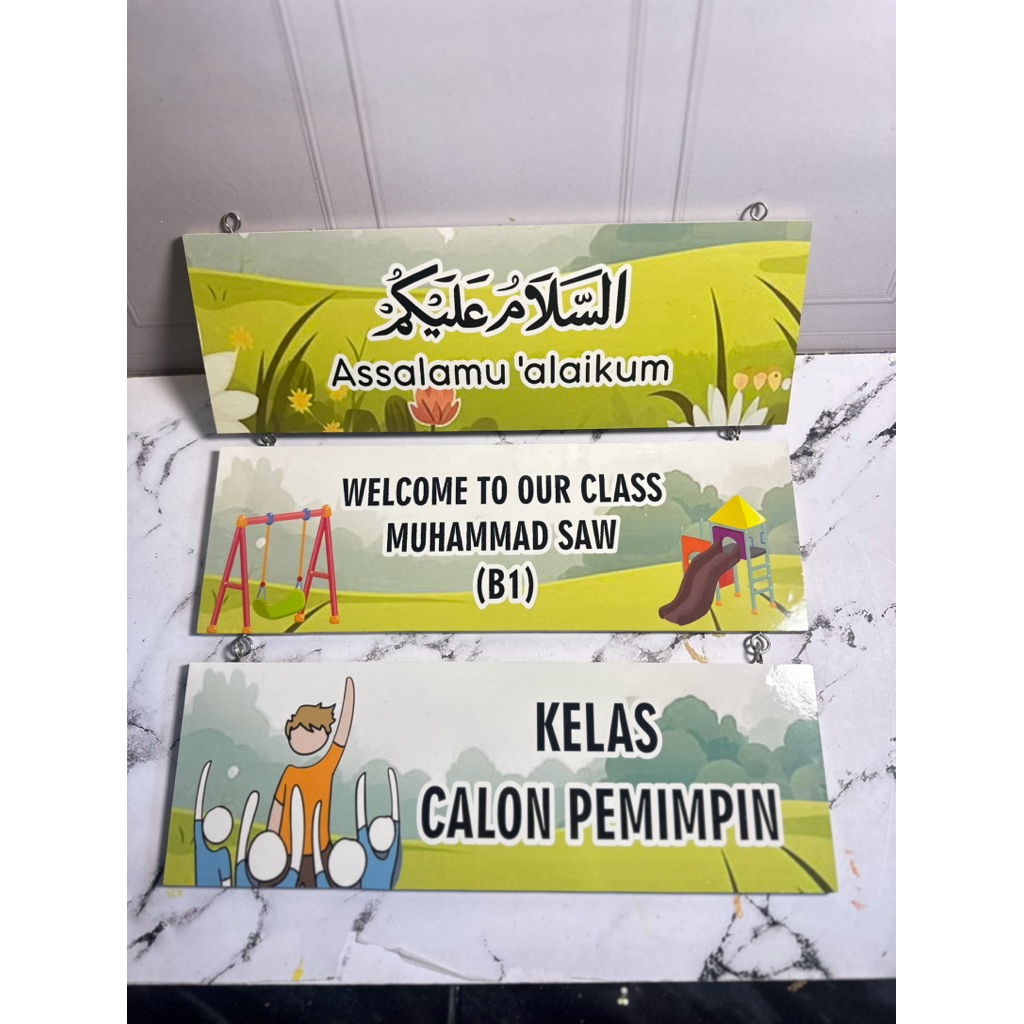 السَّلَامُ عَلَيْكُمْ
Assalamu 'alaikum
WELCOME TO OUR CLASS
MUHAMMAD SAW
(B1)
KELAS
CALON PEMIMPIN